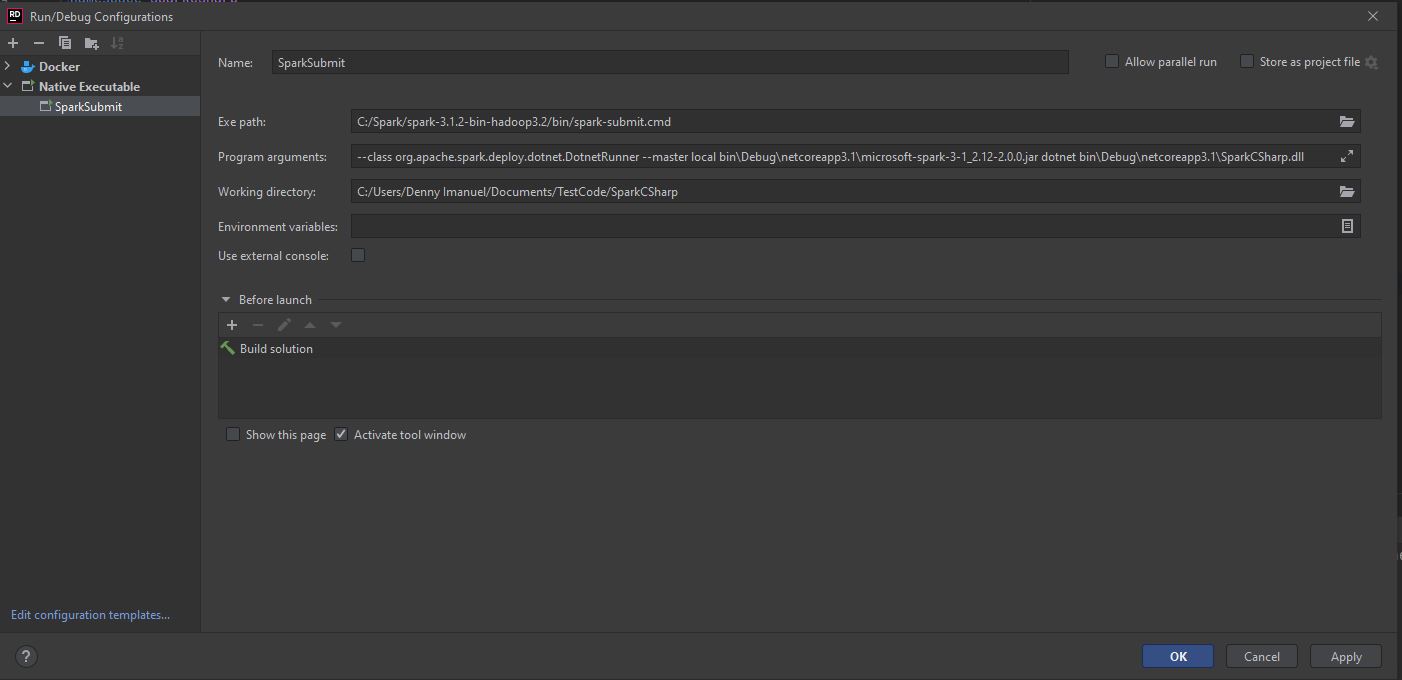 RD Run/Debug Configurations
Docker
Native Executable
SparkSubmit
Name: SparkSubmit Allow parallel run Store as project file
Exe path: C:/Spark/spark-3.1.2-bin-hadoop3.2/bin/spark-submit.cmd
Program arguments: --class org.apache.spark.deploy.dotnet.DotnetRunner --master local bin\Debug\netcoreapp3.1\microsoft-spark-3-1_2.12-2.0.0.jar dotnet bin\Debug\netcoreapp3.1\SparkCSharp.dll
Working directory: C:/Users/Denny Imanuel/Documents/TestCode/SparkCSharp
Environment variables:
Use external console:
Before launch
Build solution
Show this page Activate tool window
Edit configuration templates...
? OK Cancel Apply